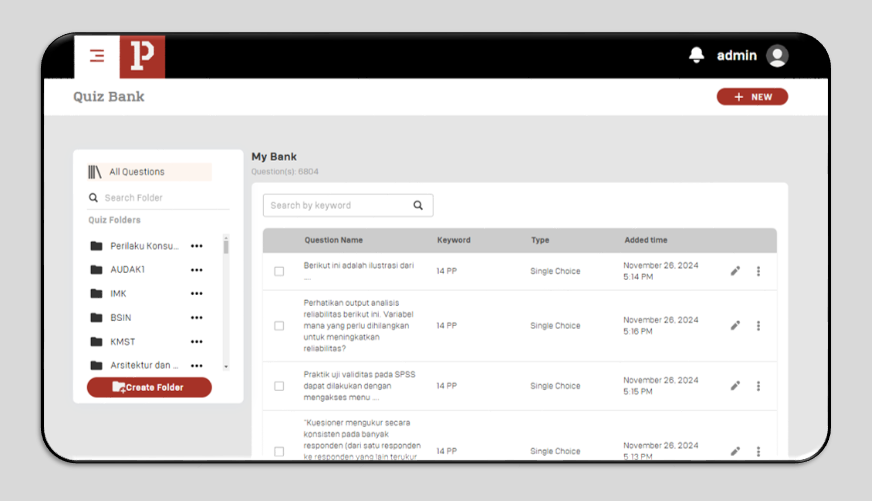 P
admin
Quiz Bank
+ NEW
All Questions
Search Folder
Quiz Folders
Perilaku Konsu...
AUDAK1
IMK
BSIN
KMST
Arsitektur dan ...
Create Folder
My Bank
Question(s): 6804
Search by keyword
Question Name Keyword Type Added time
Berikut ini adalah ilustrasi dari
....
14 PP
Single Choice
November 26, 2024
5:14 PM
Perhatikan output analisis
reliabilitas berikut ini. Variabel
mana yang perlu dihilangkan
untuk meningkatkan
reliabilitas?
14 PP
Single Choice
November 26, 2024
5:16 PM
Praktik uji validitas pada SPSS
dapat dilakukan dengan
mengakses menu ....
14 PP
Single Choice
November 26, 2024
5:15 PM
"Kuesioner mengukur secara
konsisten pada banyak
responden (dari satu responden
ke responden yang lain terukur
14 PP
Single Choice
November 26, 2024
5:13 PM